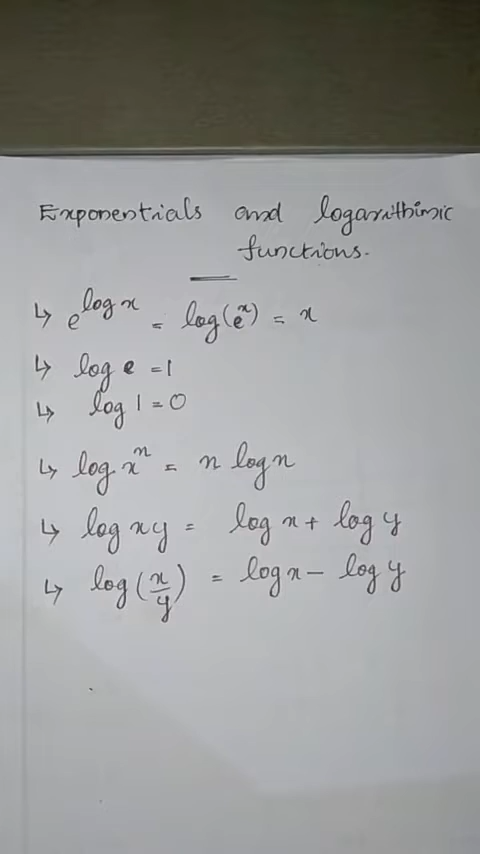 Exponentials and logarithimic
functions.
↳ e^{log x} = log(e^x) = x
↳ log e = 1
↳ log 1 = 0
↳ log x^n = n log x
↳ log xy = log x + log y
↳ log(x/y) = log x - log y